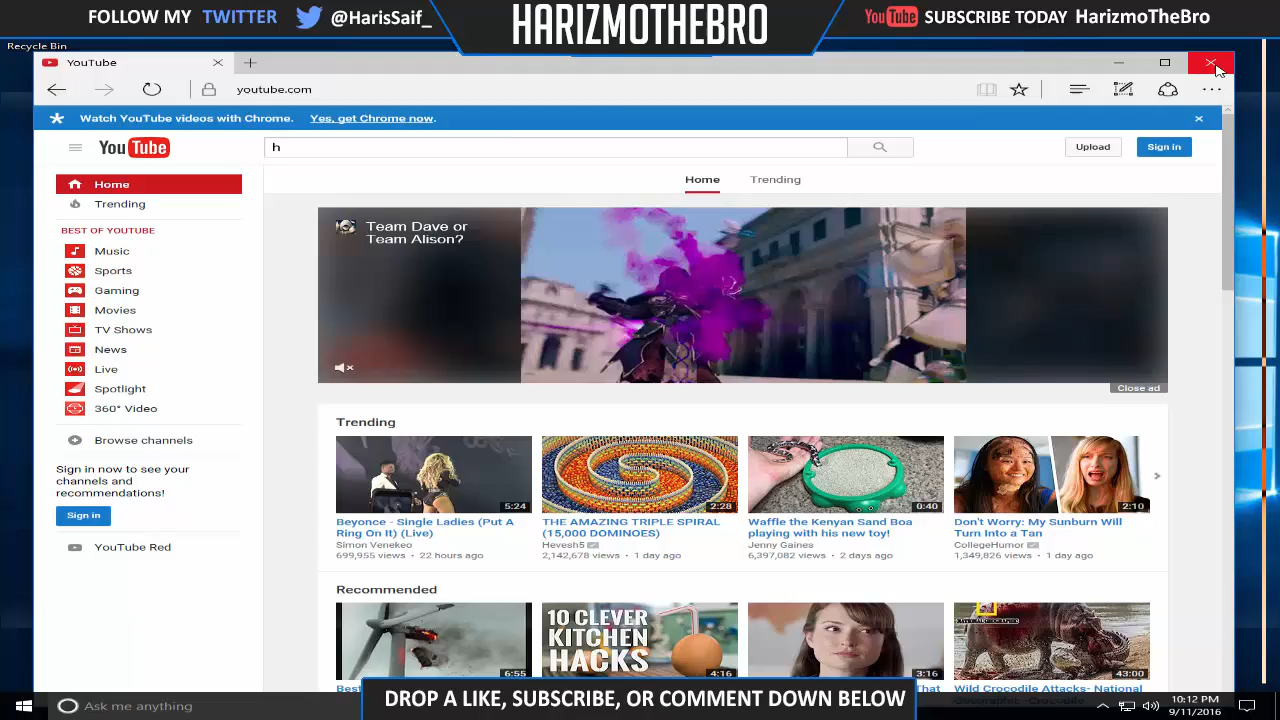 FOLLOW MY TWITTER @HarisSaif_
HARIZMOTHEBRO
YouTube SUBSCRIBE TODAY HarizmoTheBro
Recycle Bin
YouTube
youtube.com
Watch YouTube videos with Chrome. Yes, get Chrome now.
YouTube
h
Upload
Sign in
Home
Trending
BEST OF YOUTUBE
Music
Sports
Gaming
Movies
TV Shows
News
Live
Spotlight
360° Video
Browse channels
Sign in now to see your
channels and
recommendations!
Sign in
YouTube Red
Home Trending
Team Dave or
Team Alison?
Close ad
Trending
5:24
Beyonce - Single Ladies (Put A
Ring On It) (Live)
Simon Venekeo
699,955 views • 22 hours ago
2:28
THE AMAZING TRIPLE SPIRAL
(15,000 DOMINOES)
Hevesh5
2,142,678 views • 1 day ago
0:40
Waffle the Kenyan Sand Boa
playing with his new toy!
Jenny Gaines
6,397,082 views • 2 days ago
2:10
Don't Worry: My Sunburn Will
Turn Into a Tan
CollegeHumor
1,349,826 views • 1 day ago
Recommended
6:55
10 CLEVER
KITCHEN
HACKS
4:16
3:16
That
NATIONAL GEOGRAPHIC
43:00
Wild Crocodile Attacks- National
Geographic -Crocodile
DROP A LIKE, SUBSCRIBE, OR COMMENT DOWN BELOW
Ask me anything
10:12 PM
9/11/2016